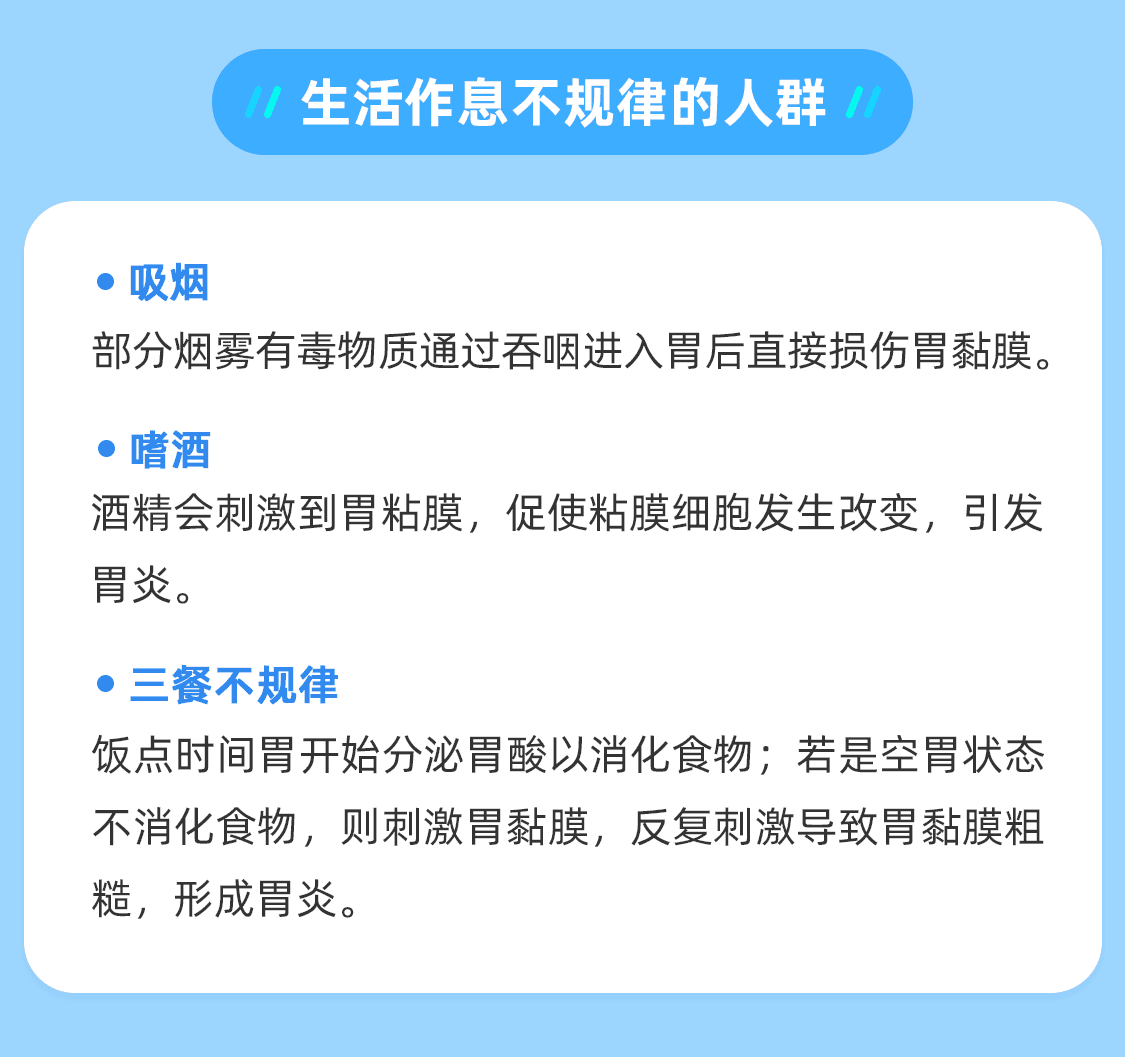 生活作息不规律的人群
• 吸烟
部分烟雾有毒物质通过吞咽进入胃后直接损伤胃黏膜。
• 嗜酒
酒精会刺激到胃粘膜，促使粘膜细胞发生改变，引发
胃炎。
• 三餐不规律
饭点时间胃开始分泌胃酸以消化食物；若是空胃状态
不消化食物，则刺激胃黏膜，反复刺激导致胃黏膜粗
糙，形成胃炎。